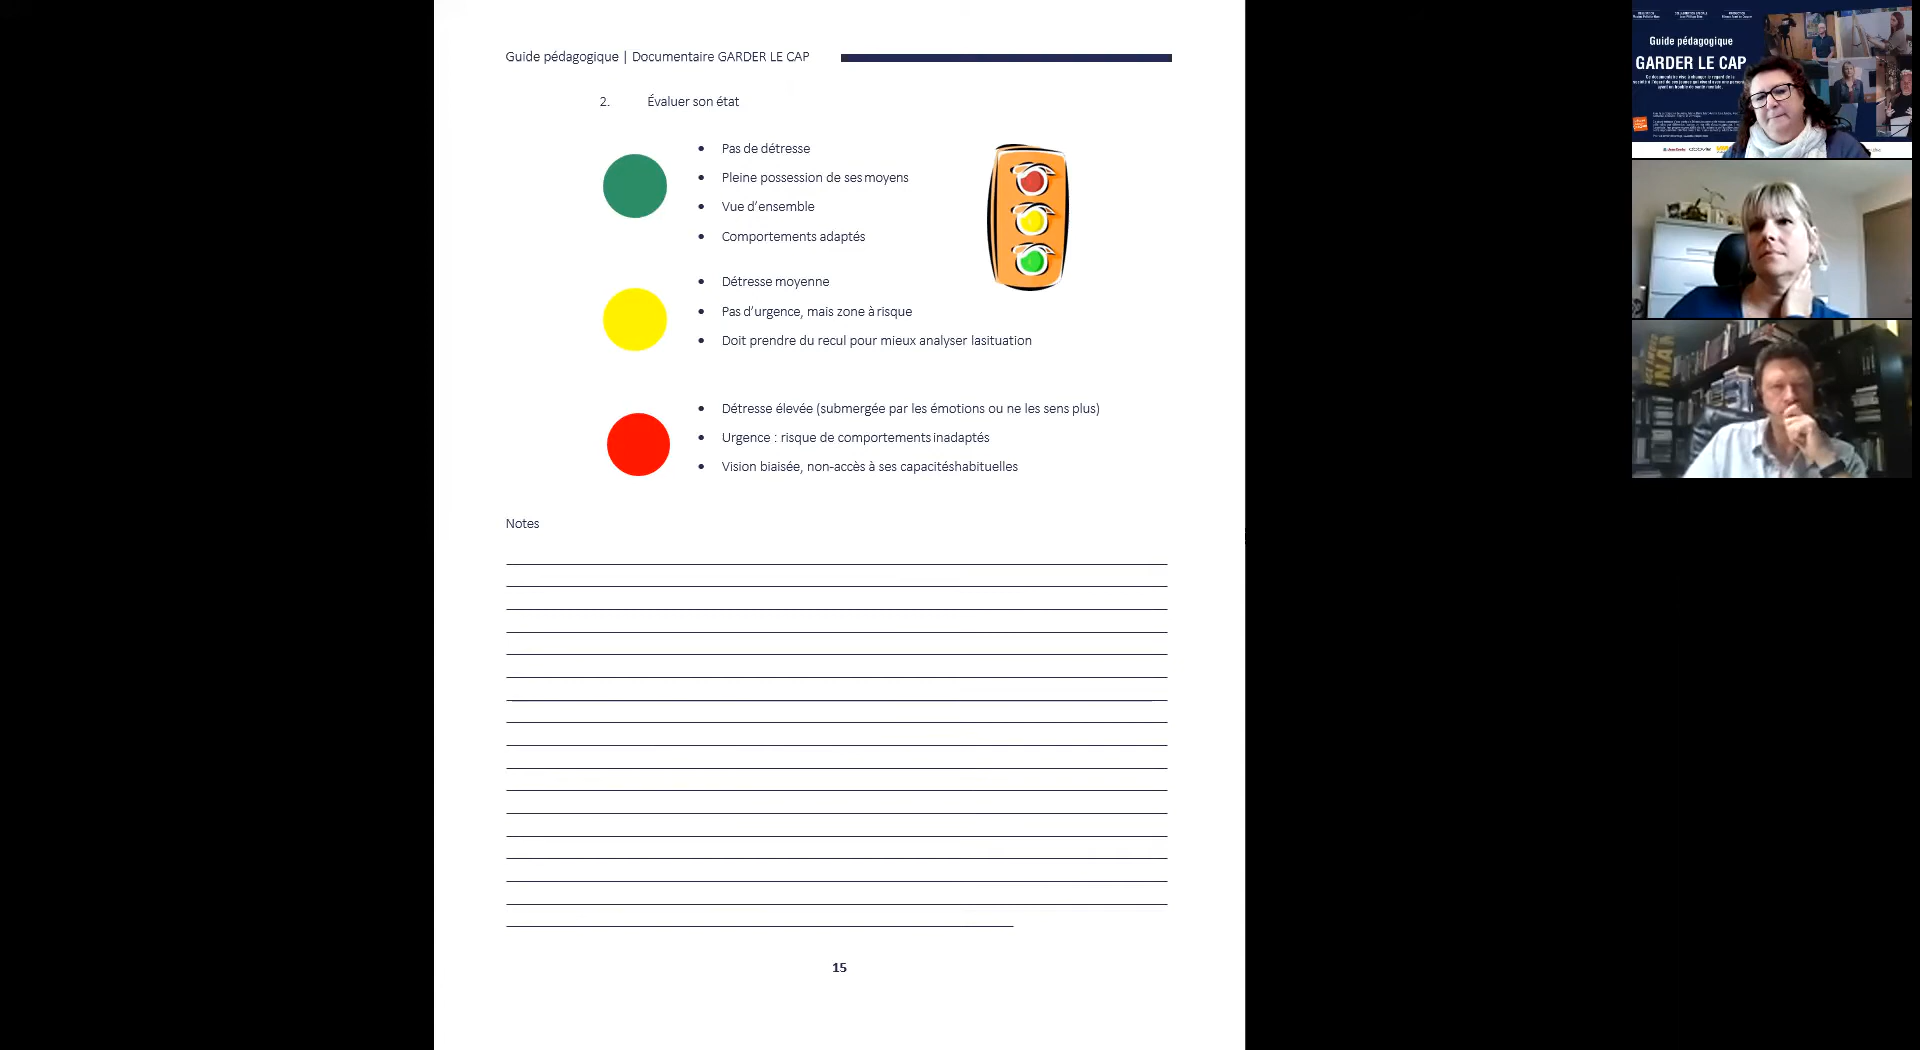 Guide pédagogique | Documentaire GARDER LE CAP
2. Évaluer son état
• Pas de détresse
• Pleine possession de ses moyens
• Vue d’ensemble
• Comportements adaptés
• Détresse moyenne
• Pas d’urgence, mais zone à risque
• Doit prendre du recul pour mieux analyser lasituation
• Détresse élevée (submergée par les émotions ou ne les sens plus)
• Urgence : risque de comportements inadaptés
• Vision biaisée, non-accès à ses capacitéshabituelles
Notes
15
Guide pédagogique
GARDER LE CAP